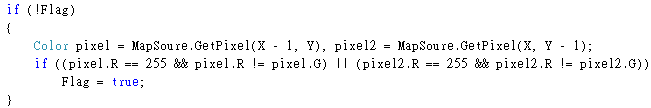 if (!Flag)
{
    Color pixel = MapSoure.GetPixel(X - 1, Y), pixel2 = MapSoure.GetPixel(X, Y - 1);
    if ((pixel.R == 255 && pixel.R != pixel.G) || (pixel2.R == 255 && pixel2.R != pixel2.G))
        Flag = true;
}